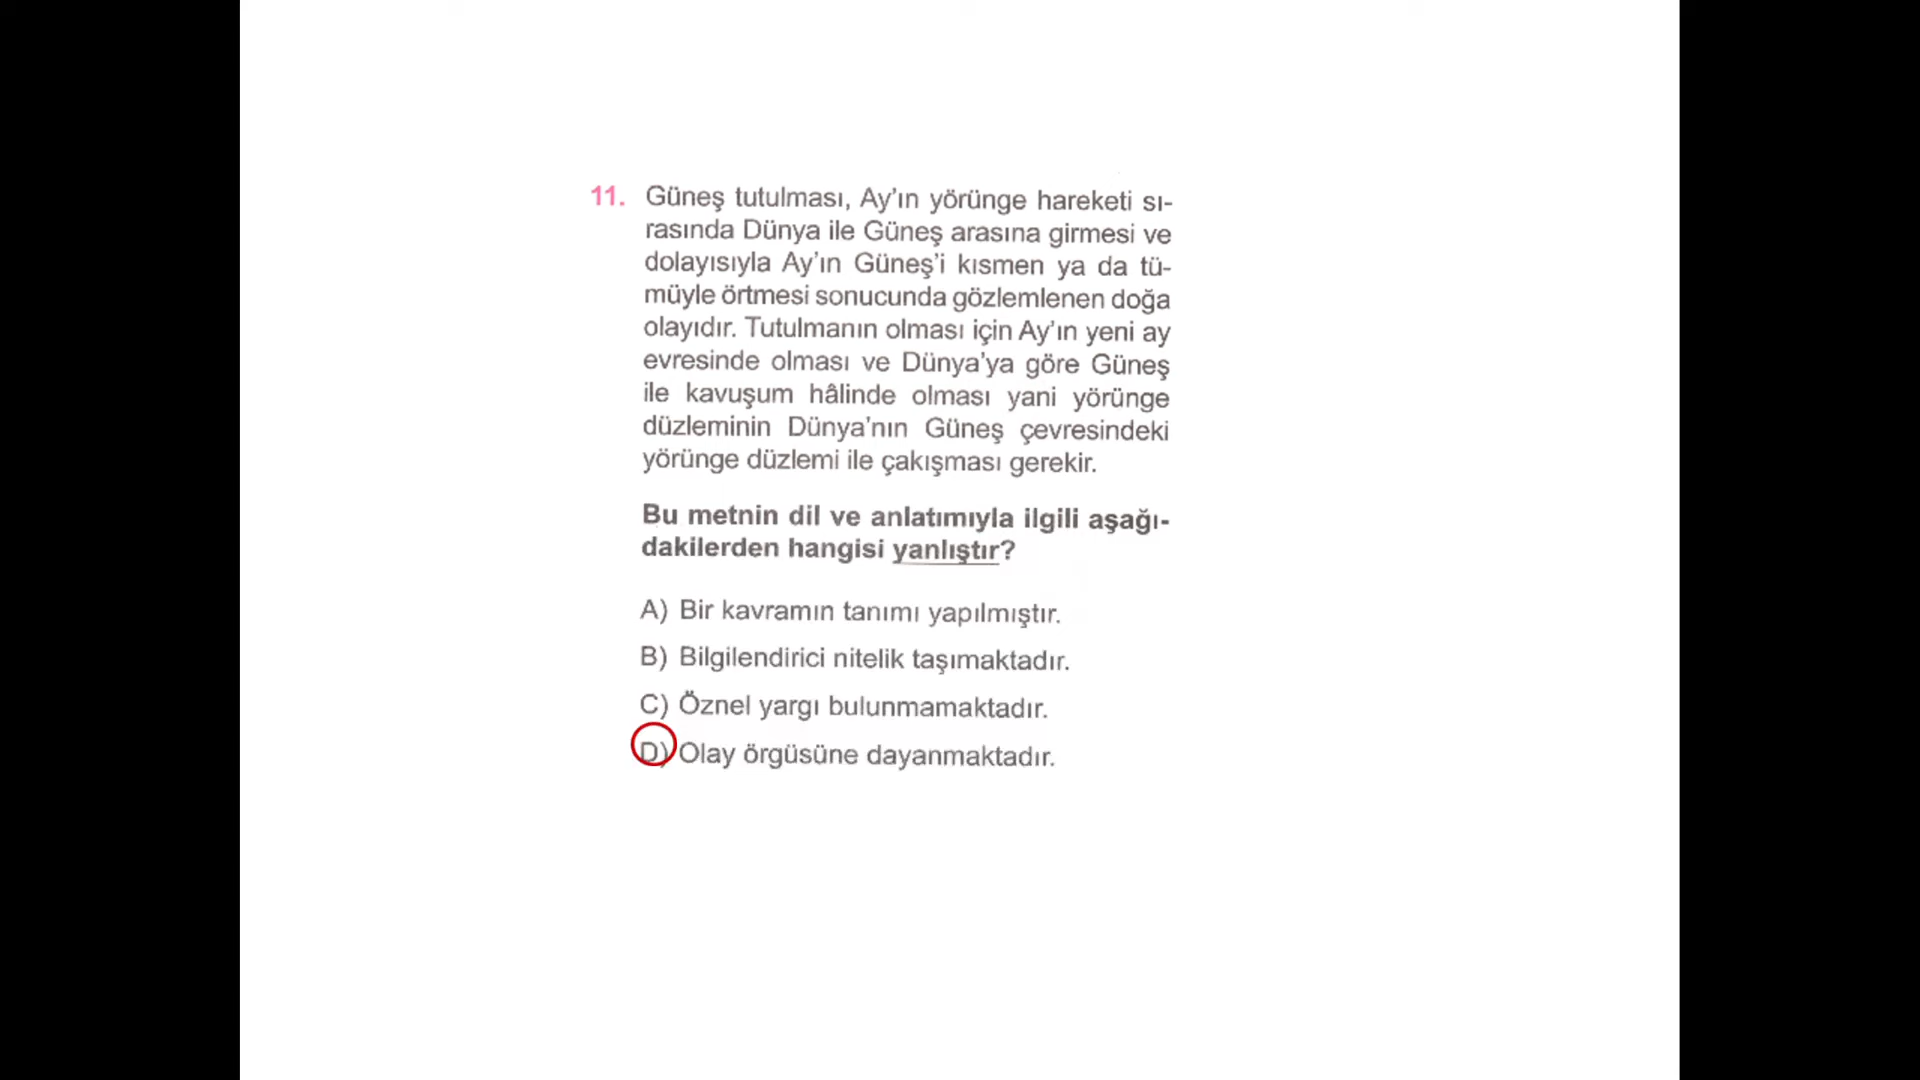 11. Güneş tutulması, Ay'ın yörünge hareketi sı-
rasında Dünya ile Güneş arasına girmesi ve
dolayısıyla Ay'ın Güneş'i kısmen ya da tü-
müyle örtmesi sonucunda gözlemlenen doğa
olayıdır. Tutulmanın olması için Ay'ın yeni ay
evresinde olması ve Dünya'ya göre Güneş
ile kavuşum hâlinde olması yani yörünge
düzleminin Dünya'nın Güneş çevresindeki
yörünge düzlemi ile çakışması gerekir.
Bu metnin dil ve anlatımıyla ilgili aşağı-
dakilerden hangisi yanlıştır?
A) Bir kavramın tanımı yapılmıştır.
B) Bilgilendirici nitelik taşımaktadır.
C) Öznel yargı bulunmamaktadır.
D) Olay örgüsüne dayanmaktadır.